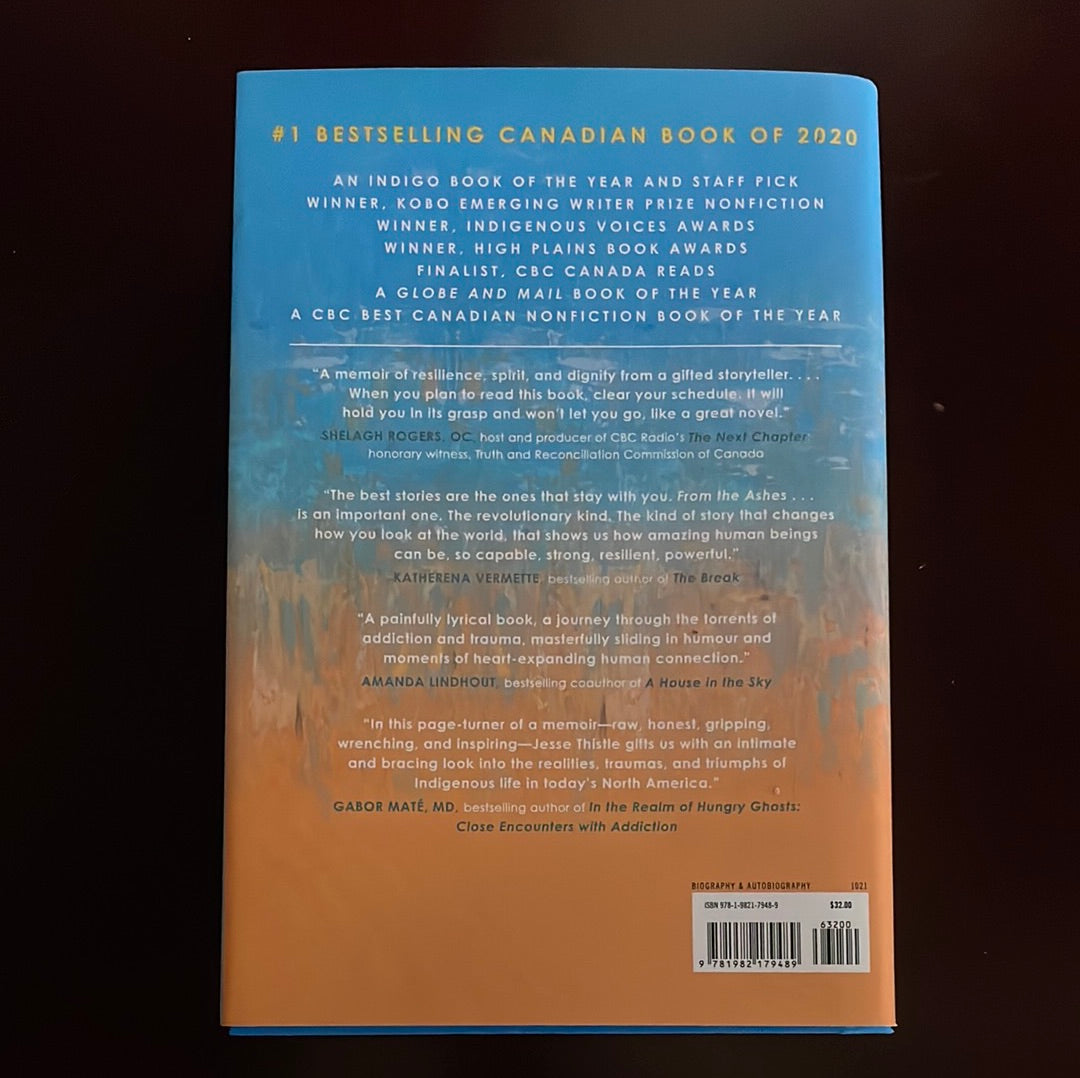 #1 BESTSELLING CANADIAN BOOK OF 2020
AN INDIGO BOOK OF THE YEAR AND STAFF PICK
WINNER, KOBO EMERGING WRITER PRIZE NONFICTION
WINNER, INDIGENOUS VOICES AWARDS
WINNER, HIGH PLAINS BOOK AWARDS
FINALIST, CBC CANADA READS
A GLOBE AND MAIL BOOK OF THE YEAR
A CBC BEST CANADIAN NONFICTION BOOK OF THE YEAR
“A memoir of resilience, spirit, and dignity from a gifted storyteller. . . .
When you plan to read this book, clear your schedule. It will
hold you in its grasp and won’t let you go, like a great novel.”
SHELAGH ROGERS, OC, host and producer of CBC Radio’s The Next Chapter
honorary witness, Truth and Reconciliation Commission of Canada
“The best stories are the ones that stay with you. From the Ashes . . .
is an important one. The revolutionary kind. The kind of story that changes
how you look at the world, that shows us how amazing human beings
can be, so capable, strong, resilient, powerful.”
KATHERENA VERMETTE, bestselling author of The Break
“A painfully lyrical book, a journey through the torrents of
addiction and trauma, masterfully sliding in humour and
moments of heart-expanding human connection.”
AMANDA LINDHOUT, bestselling coauthor of A House in the Sky
“In this page-turner of a memoir—raw, honest, gripping,
wrenching, and inspiring—Jesse Thistle gifts us with an intimate
and bracing look into the realities, traumas, and triumphs of
Indigenous life in today’s North America.”
GABOR MATÉ, MD, bestselling author of In the Realm of Hungry Ghosts:
Close Encounters with Addiction
BIOGRAPHY & AUTOBIOGRAPHY 1021
ISBN 978-1-9821-7948-9 $32.00
63200
9 781982 179489